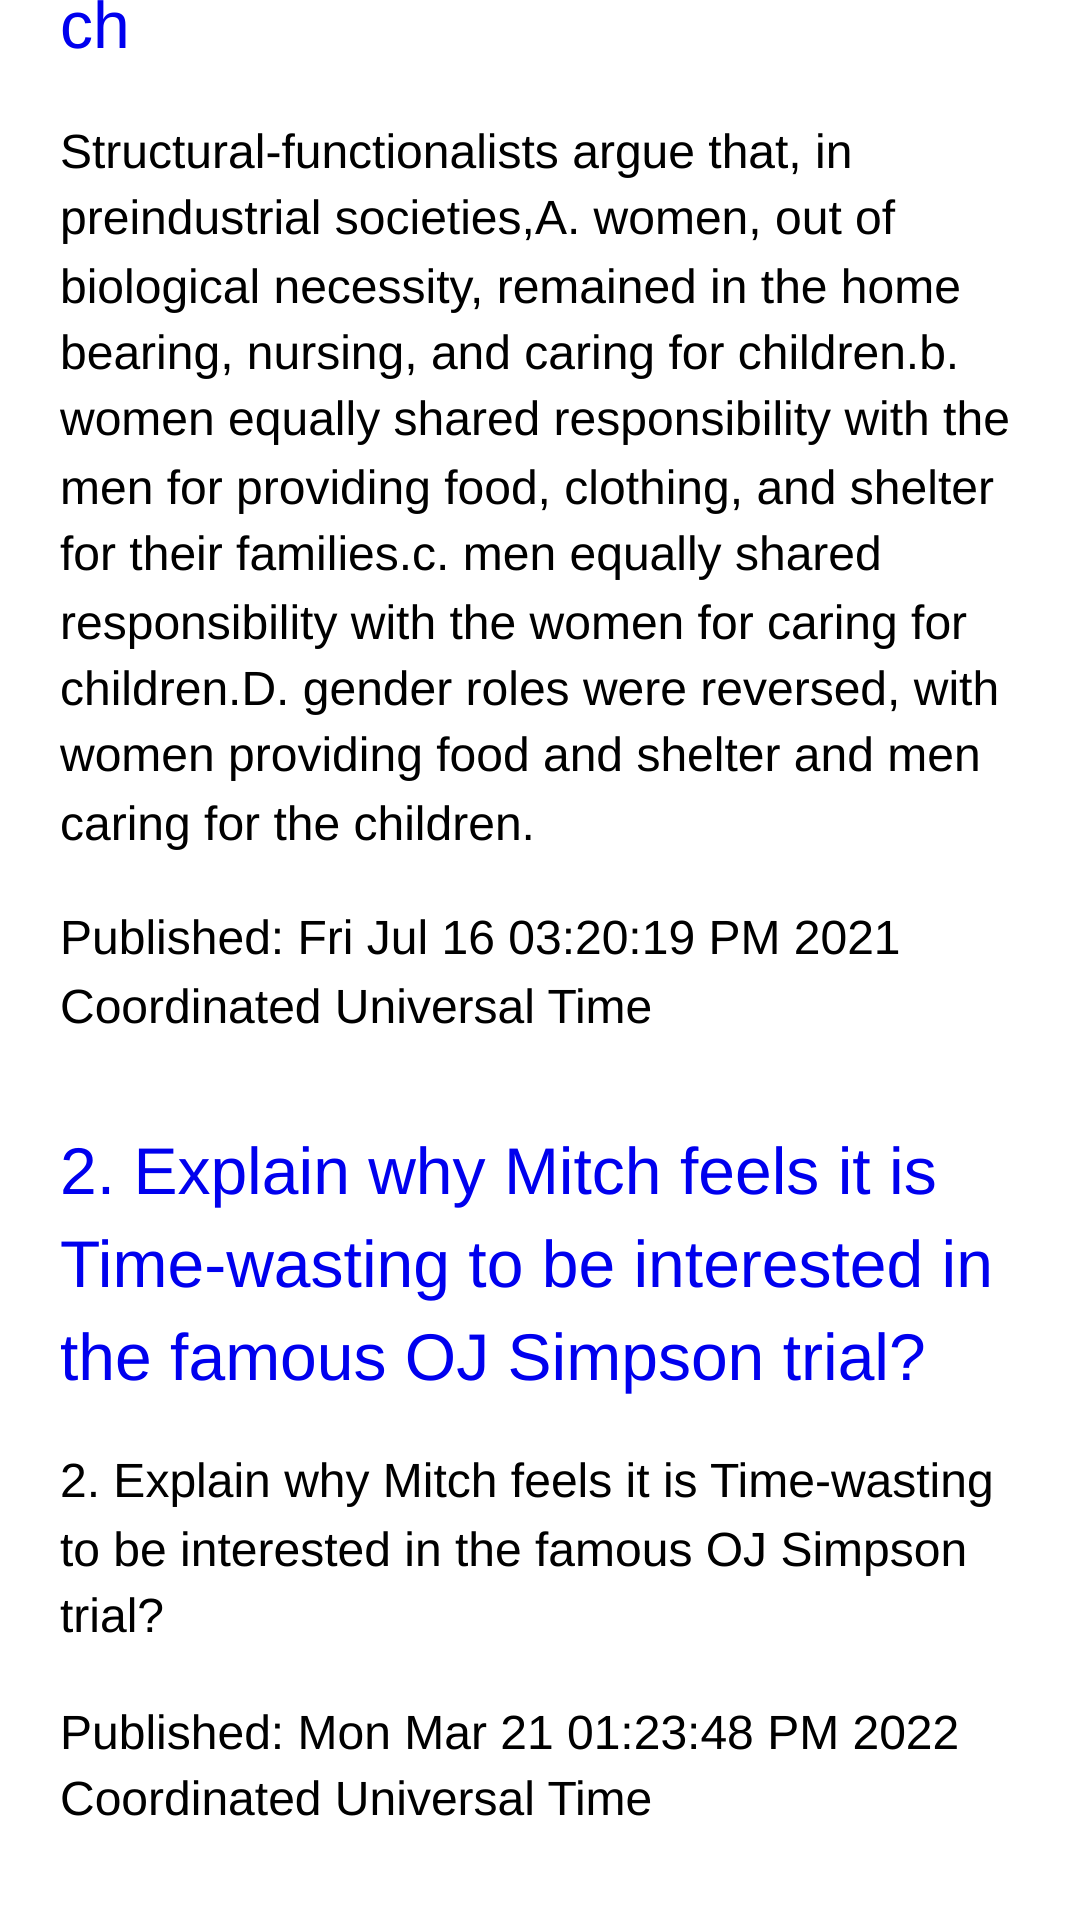 ch
Structural-functionalists argue that, in
preindustrial societies,A. women, out of
biological necessity, remained in the home
bearing, nursing, and caring for children.b.
women equally shared responsibility with the
men for providing food, clothing, and shelter
for their families.c. men equally shared
responsibility with the women for caring for
children.D. gender roles were reversed, with
women providing food and shelter and men
caring for the children.
Published: Fri Jul 16 03:20:19 PM 2021
Coordinated Universal Time
2. Explain why Mitch feels it is
Time-wasting to be interested in
the famous OJ Simpson trial?
2. Explain why Mitch feels it is Time-wasting
to be interested in the famous OJ Simpson
trial?
Published: Mon Mar 21 01:23:48 PM 2022
Coordinated Universal Time